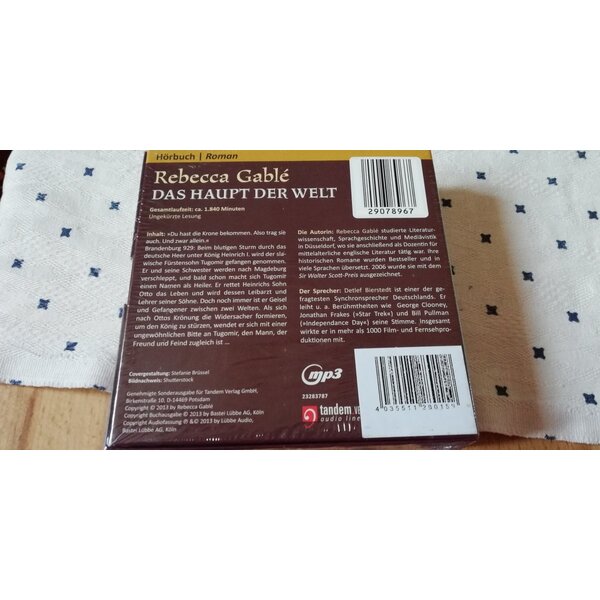 Hörbuch | Roman
Rebecca Gablé
DAS HAUPT DER WELT
Gesamtlaufzeit: ca. 1.840 Minuten
Ungekürzte Lesung
29078967
Inhalt: »Du hast die Krone bekommen. Also trag sie
auch. Und zwar allein.«
Brandenburg 929: Beim blutigen Sturm durch das
deutsche Heer unter König Heinrich I. wird der sla-
wische Fürstensohn Tugomir gefangen genommen.
Er und seine Schwester werden nach Magdeburg
verschleppt, und bald schon macht sich Tugomir
einen Namen als Heiler. Er rettet Heinrichs Sohn
Otto das Leben und wird dessen Leibarzt und
Lehrer seiner Söhne. Doch noch immer ist er Geisel
und Gefangener zwischen zwei Welten. Als sich
nach Ottos Krönung die Widersacher formieren,
um den König zu stürzen, wendet er sich mit einer
ungewöhnlichen Bitte an Tugomir, den Mann, der
Freund und Feind zugleich ist ...
Die Autorin: Rebecca Gablé studierte Literatur-
wissenschaft, Sprachgeschichte und Mediävistik
in Düsseldorf, wo sie anschließend als Dozentin für
mittelalterliche englische Literatur tätig war. Ihre
historischen Romane wurden Bestseller und in
viele Sprachen übersetzt. 2006 wurde sie mit dem
Sir Walter Scott-Preis ausgezeichnet.
Der Sprecher: Detlef Bierstedt ist einer der ge-
fragtesten Synchronsprecher Deutschlands. Er
leiht u. a. Berühmtheiten wie George Clooney,
Jonathan Frakes (»Star Trek«) und Bill Pullman
(»Independance Day«) seine Stimme. Insgesamt
wirkte er in mehr als 1000 Film- und Fernsehpro-
duktionen mit.
Covergestaltung: Stefanie Brüssel
Bildnachweis: Shutterstock
Genehmigte Sonderausgabe für Tandem Verlag GmbH,
Birkenstraße 10, D-14469 Potsdam
Copyright © 2013 by Rebecca Gablé
Copyright Buchausgabe © 2013 by Bastei Lübbe AG, Köln
Copyright Audiofassung ℗ &© 2013 by Lübbe Audio,
Bastei Lübbe AG, Köln
mp3
23283787
tandem ve
audio line
4 035511 290159